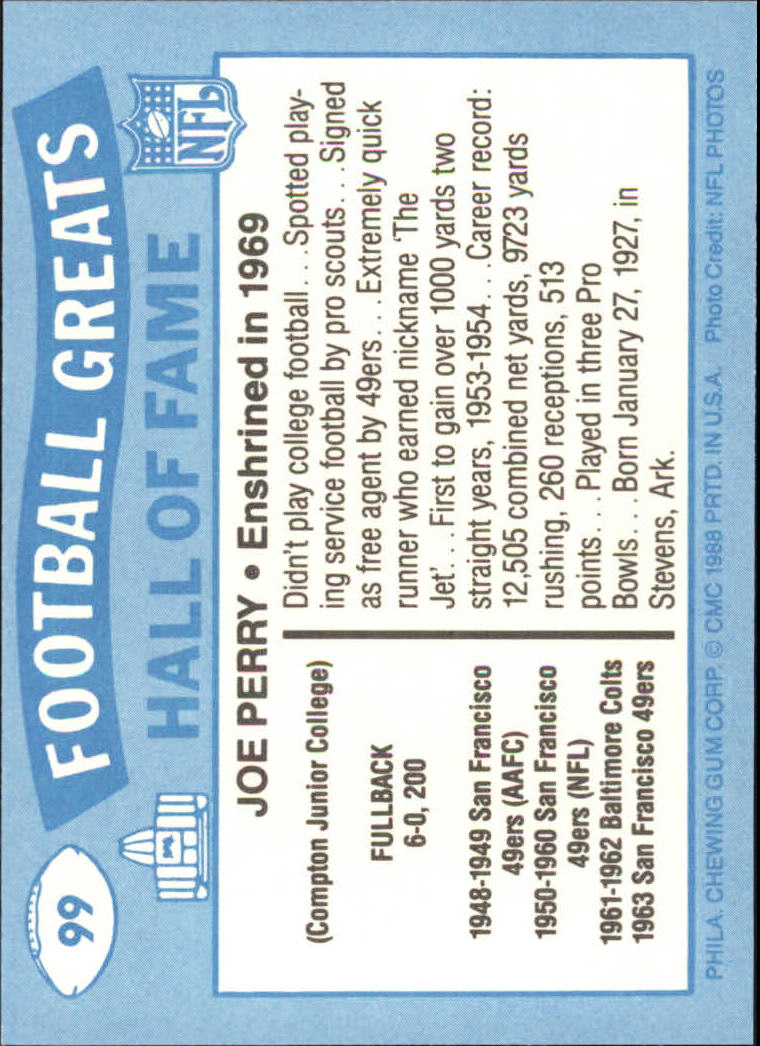 99
FOOTBALL GREATS
HALL OF FAME
NFL
JOE PERRY • Enshrined in 1969
(Compton Junior College)
FULLBACK
6-0, 200
1948-1949 San Francisco
49ers (AAFC)
1950-1960 San Francisco
49ers (NFL)
1961-1962 Baltimore Colts
1963 San Francisco 49ers
Didn't play college football. . . Spotted play-
ing service football by pro scouts. . . Signed
as free agent by 49ers. . . Extremely quick
runner who earned nickname 'The
Jet'. . . First to gain over 1000 yards two
straight years, 1953-1954. . . Career record:
12,505 combined net yards, 9723 yards
rushing, 260 receptions, 513
points. . . Played in three Pro
Bowls. . . Born January 27, 1927, in
Stevens, Ark.
PHILA. CHEWING GUM CORP. © CMC 1988 PRTD. IN U.S.A. Photo Credit: NFL PHOTOS